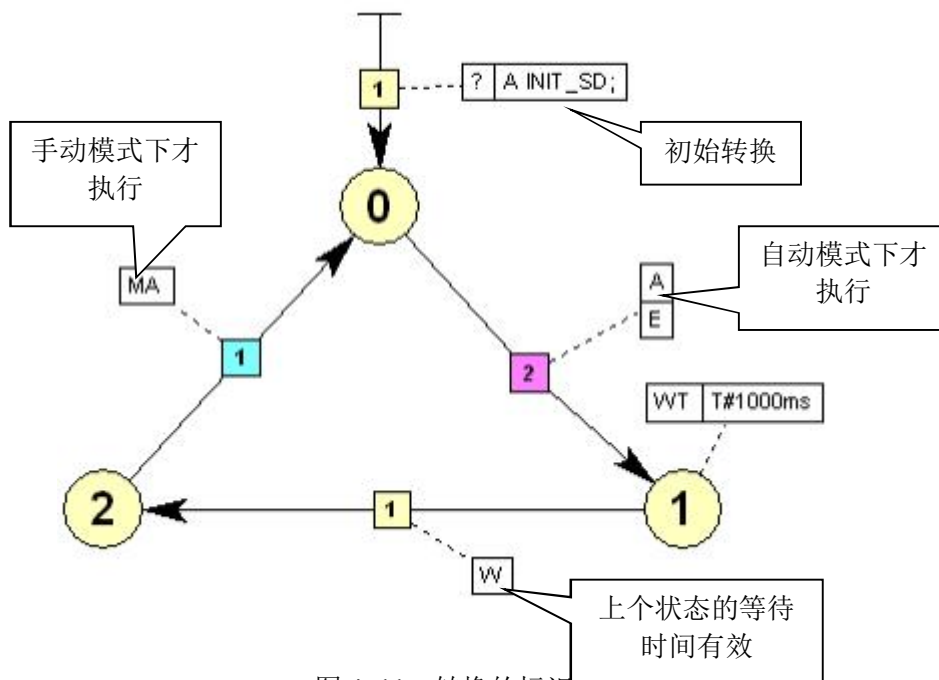 1
? A INIT_SD;
初始转换
手动模式下才
执行
0
MA
A
E
自动模式下才
执行
1
2
WT T#1000ms
2
1
1
W
上个状态的等待
时间有效